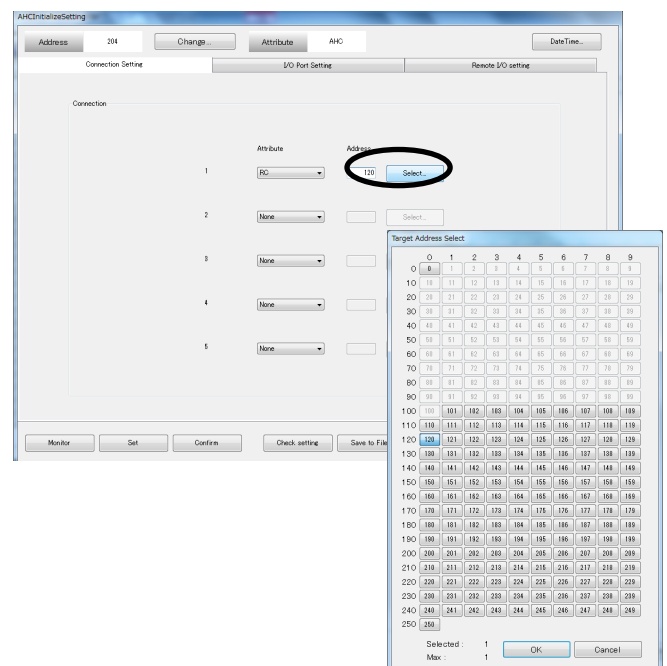 AHCInitializeSetting
Address 204 Change... Attribute AHC DateTime...
Connection Setting I/O Port Setting Remote I/O setting
Connection
Attribute Address
1 RC 120 Select...
2 None Select...
3 None
4 None
5 None
Monitor Set Confirm Check setting Save to File
Target Address Select
0 1 2 3 4 5 6 7 8 9
0 0 1 2 3 4 5 6 7 8 9
10 10 11 12 13 14 15 16 17 18 19
20 20 21 22 23 24 25 26 27 28 29
30 30 31 32 33 34 35 36 37 38 39
40 40 41 42 43 44 45 46 47 48 49
50 50 51 52 53 54 55 56 57 58 59
60 60 61 62 63 64 65 66 67 68 69
70 70 71 72 73 74 75 76 77 78 79
80 80 81 82 83 84 85 86 87 88 89
90 90 91 92 93 94 95 96 97 98 99
100 100 101 102 103 104 105 106 107 108 109
110 110 111 112 113 114 115 116 117 118 119
120 120 121 122 123 124 125 126 127 128 129
130 130 131 132 133 134 135 136 137 138 139
140 140 141 142 143 144 145 146 147 148 149
150 150 151 152 153 154 155 156 157 158 159
160 160 161 162 163 164 165 166 167 168 169
170 170 171 172 173 174 175 176 177 178 179
180 180 181 182 183 184 185 186 187 188 189
190 190 191 192 193 194 195 196 197 198 199
200 200 201 202 203 204 205 206 207 208 209
210 210 211 212 213 214 215 216 217 218 219
220 220 221 222 223 224 225 226 227 228 229
230 230 231 232 233 234 235 236 237 238 239
240 240 241 242 243 244 245 246 247 248 249
250 250
Selected : 1 OK Cancel
Max : 1